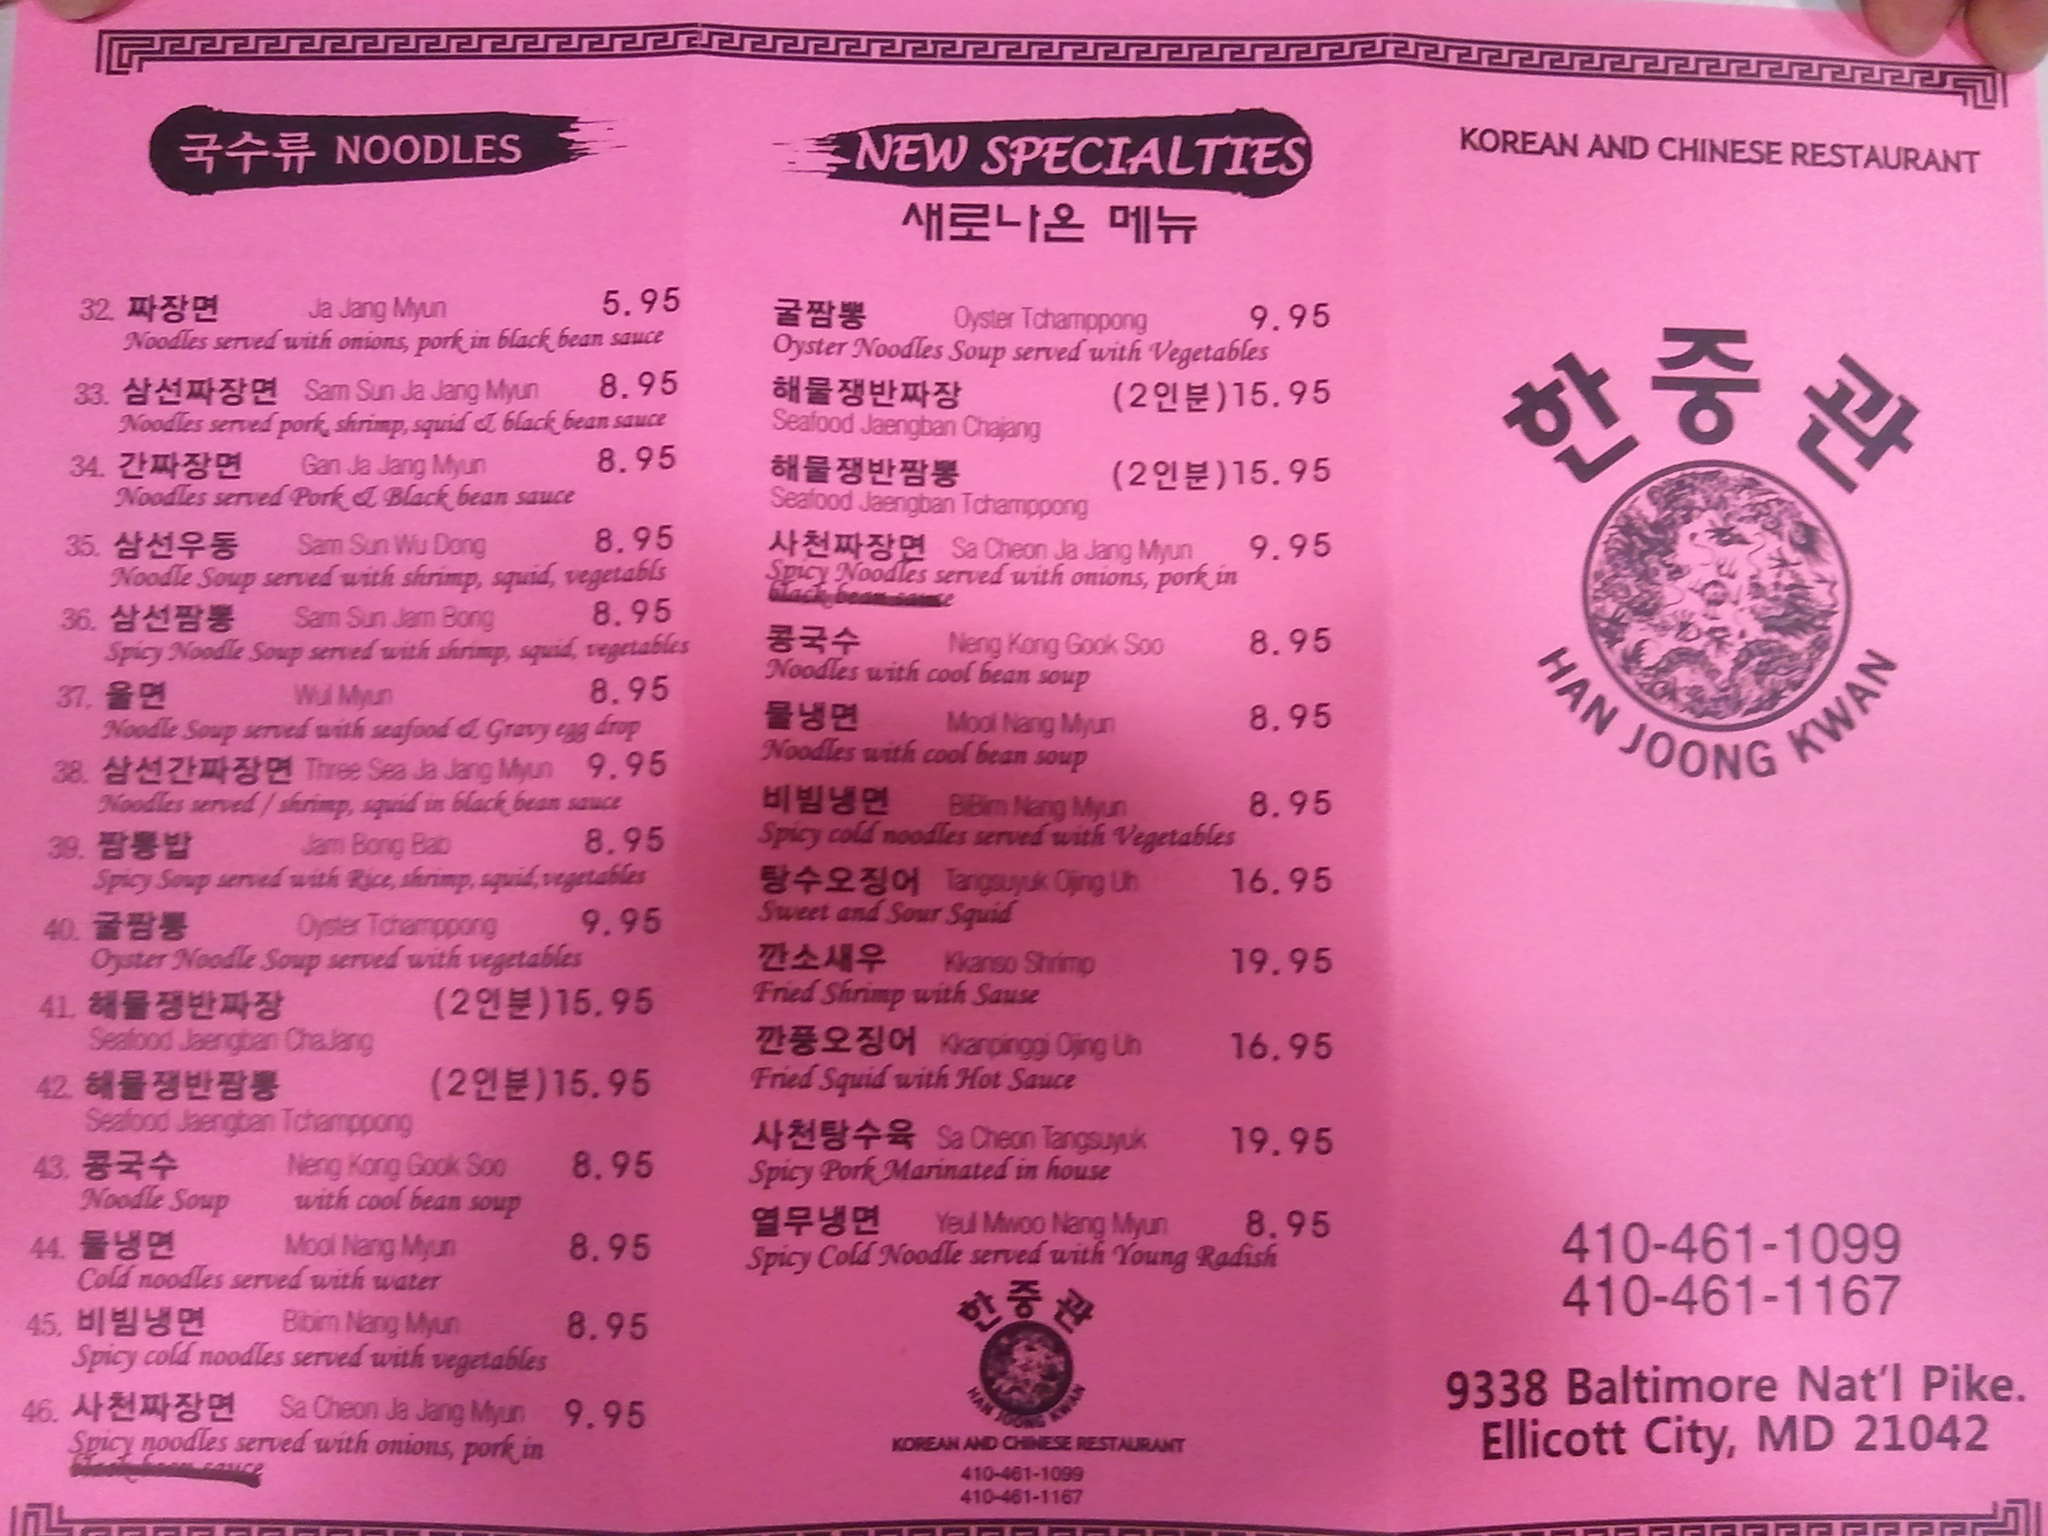 국수류 NOODLES
32. 짜장면 Ja Jang Myun 5.95
Noodles served with onions, pork in black bean sauce
33. 삼선짜장면 Sam Sun Ja Jang Myun 8.95
Noodles served pork, shrimp, squid & black bean sauce
34. 간짜장면 Gan Ja Jang Myun 8.95
Noodles served Pork & Black bean sauce
35. 삼선우동 Sam Sun Wu Dong 8.95
Noodle Soup served with shrimp, squid, vegetabls
36. 삼선짬뽕 Sam Sun Jam Bong 8.95
Spicy Noodle Soup served with shrimp, squid, vegetables
37. 울면 Wul Myun 8.95
Noodle Soup served with seafood & Gravy egg drop
38. 삼선간짜장면 Three Sea Ja Jang Myun 9.95
Noodles served / shrimp, squid in black bean sauce
39. 짬뽕밥 Jam Bong Bab 8.95
Spicy Soup served with Rice, shrimp, squid, vegetables
40. 굴짬뽕 Oyster Tchamppong 9.95
Oyster Noodle Soup served with vegetables
41. 해물쟁반짜장 (2인분)15.95
Seafood Jaengban ChaJang
42. 해물쟁반짬뽕 (2인분)15.95
Seafood Jaengban Tchamppong
43. 콩국수 Neng Kong Gook Soo 8.95
Noodle Soup with cool bean soup
44. 물냉면 Mool Nang Myun 8.95
Cold noodles served with water
45. 비빔냉면 Bibim Nang Myun 8.95
Spicy cold noodles served with vegetables
46. 사천짜장면 Sa Cheon Ja Jang Myun 9.95
Spicy noodles served with onions, pork in
black bean sauce
NEW SPECIALTIES
새로나온 메뉴
굴짬뽕 Oyster Tchamppong 9.95
Oyster Noodles Soup served with Vegetables
해물쟁반짜장 (2인분)15.95
Seafood Jaengban Chajang
해물쟁반짬뽕 (2인분)15.95
Seafood Jaengban Tchamppong
사천짜장면 Sa Cheon Ja Jang Myun 9.95
Spicy Noodles served with onions, pork in
black bean sauce
콩국수 Neng Kong Gook Soo 8.95
Noodles with cool bean soup
물냉면 Mool Nang Myun 8.95
Noodles with cool bean soup
비빔냉면 BiBim Nang Myun 8.95
Spicy cold noodles served with Vegetables
탕수오징어 Tangsuyuk Ojing Uh 16.95
Sweet and Sour Squid
깐소새우 Kkanso Shrimp 19.95
Fried Shrimp with Sause
깐풍오징어 Kkanpinggi Ojing Uh 16.95
Fried Squid with Hot Sauce
사천탕수육 Sa Cheon Tangsuyuk 19.95
Spicy Pork Marinated in house
열무냉면 Yeul Mwoo Nang Myun 8.95
Spicy Cold Noodle served with Young Radish
한중관
HAN JOONG KWAN
KOREAN AND CHINESE RESTAURANT
410-461-1099
410-461-1167
KOREAN AND CHINESE RESTAURANT
한중관
HAN JOONG KWAN
410-461-1099
410-461-1167
9338 Baltimore Nat'l Pike.
Ellicott City, MD 21042